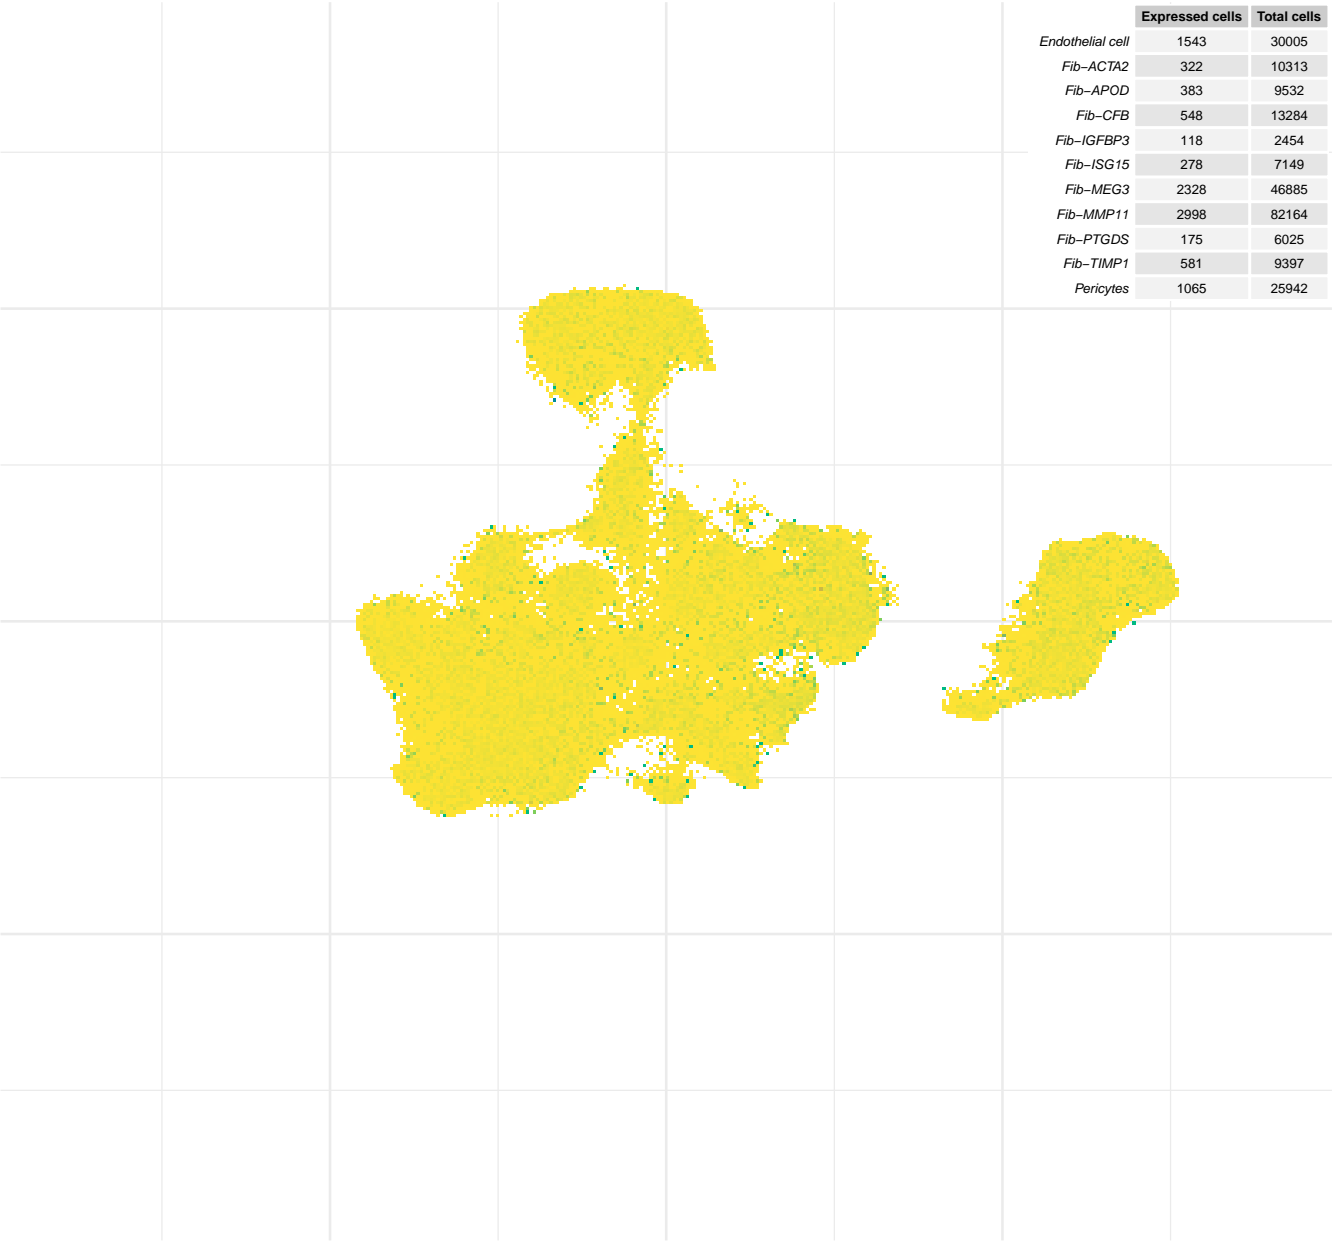 Expressed cells Total cells
Endothelial cell 1543 30005
Fib−ACTA2 322 10313
Fib−APOD 383 9532
Fib−CFB 548 13284
Fib−IGFBP3 118 2454
Fib−ISG15 278 7149
Fib−MEG3 2328 46885
Fib−MMP11 2998 82164
Fib−PTGDS 175 6025
Fib−TIMP1 581 9397
Pericytes 1065 25942